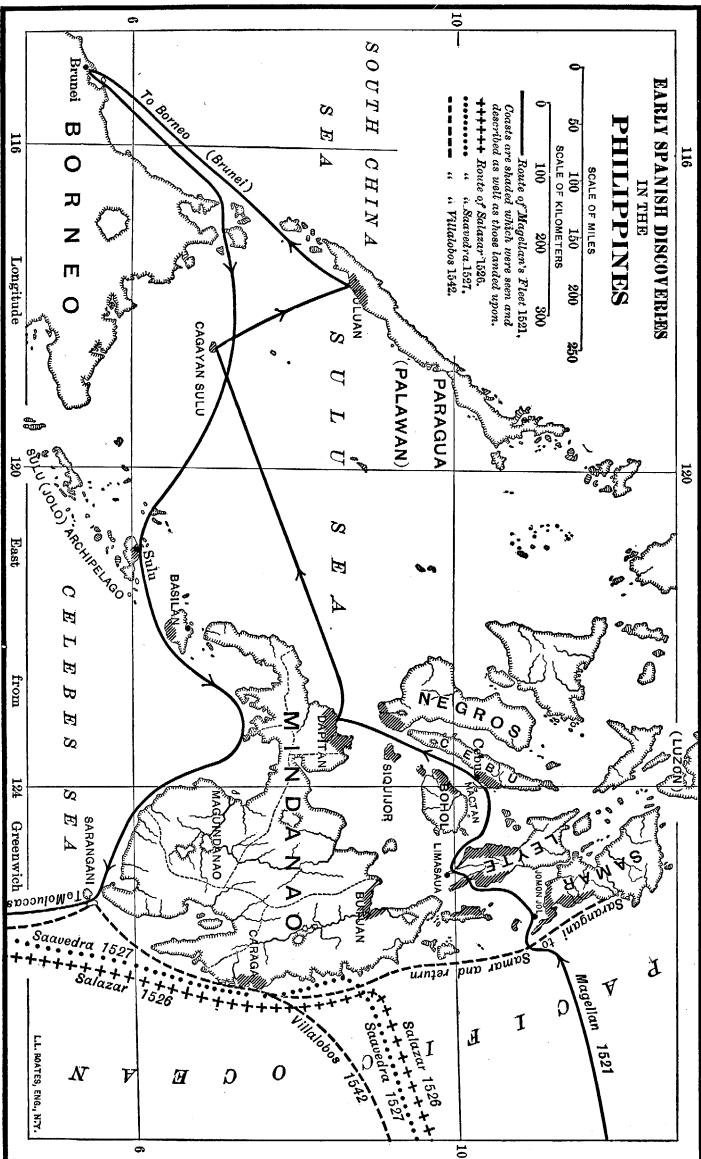 EARLY SPANISH DISCOVERIES
IN THE
PHILIPPINES
SCALE OF MILES
0 50 100 150 200 250
SCALE OF KILOMETERS
0 100 200 300
Route of Magellan's Fleet 1521,
Coasts are shaded which were seen and
described as well as those landed upon.
Route of Salazar 1526.
“ “ Saavedra 1527.
“ “ Villalobos 1542.
116
120
10
6
SOUTH CHINA
SEA
To Borneo
(Brunei)
Brunei
BORNEO
116
Longitude
120
East
from
124
Greenwich
PULUAN
PARAGUA
(PALAWAN)
SULU SEA
CAGAYAN SULU
SULU (JOLO) ARCHIPELAGO
Sulu
BASILAN
CELEBES SEA
(LUZON)
NEGROS
CEBU
Cebu
MACTAN
BOHOL
SIQUIJOR
LEYTE
LIMASAUA
SAMAR
JOMONJOL
DAPITAN
MINDANAO
MAGUINDANAO
BUTUAN
CARAGA
SARANGANI
To Moluccas
Sarangani to
Samar and return
Magellan 1521
PACIFIC
OCEAN
Saavedra 1527
Salazar 1526
Villalobos 1542
Salazar 1526
Saavedra 1527
6
10
L.L. POATES, ENG., N.Y.